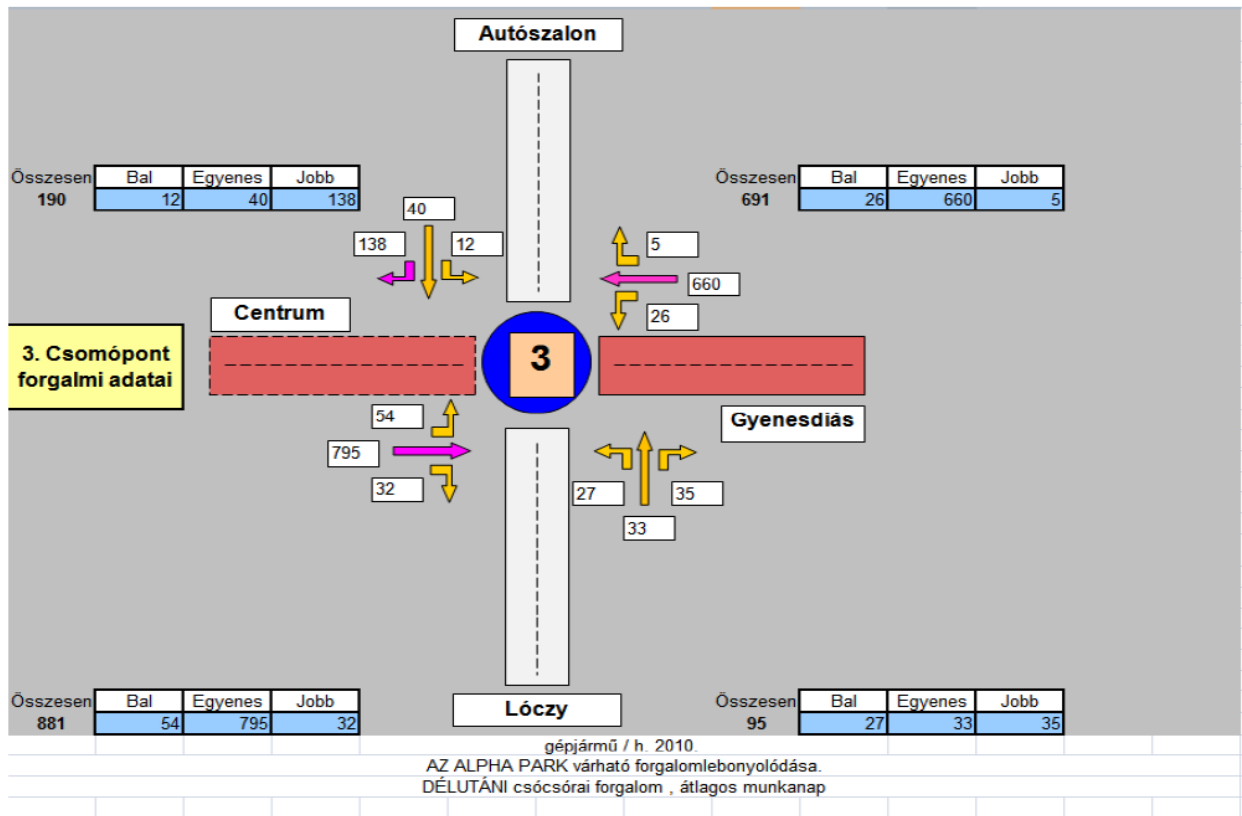 Autószalon
Összesen Bal Egyenes Jobb
190 12 40 138
Összesen Bal Egyenes Jobb
691 26 660 5
40
138 12
5
660
26
Centrum
3. Csomópont
forgalmi adatai
3
Gyenesdiás
54
795
32
27 35
33
Lóczy
Összesen Bal Egyenes Jobb
881 54 795 32
Összesen Bal Egyenes Jobb
95 27 33 35
gépjármű / h. 2010.
AZ ALPHA PARK várható forgalomlebonyolódása.
DÉLUTÁNI csócsórai forgalom , átlagos munkanap